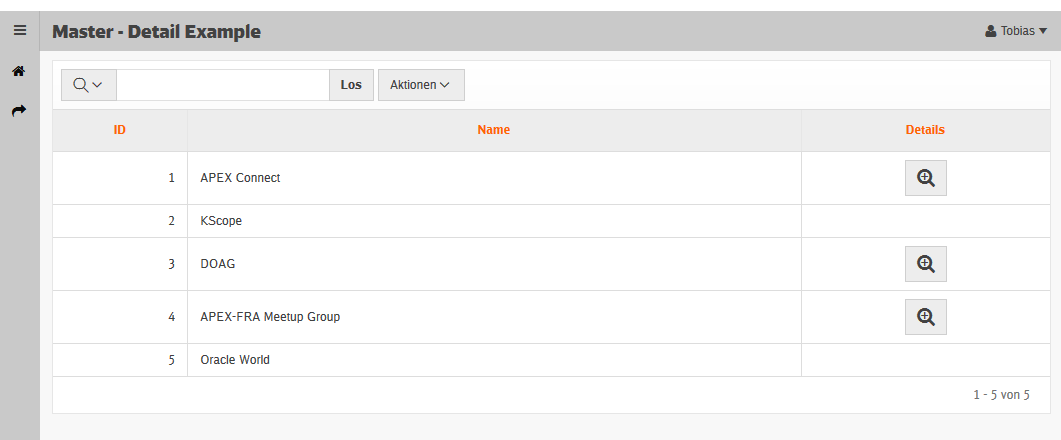 Master - Detail Example
Tobias
Los
Aktionen
ID Name Details
1 APEX Connect
2 KScope
3 DOAG
4 APEX-FRA Meetup Group
5 Oracle World
1 - 5 von 5